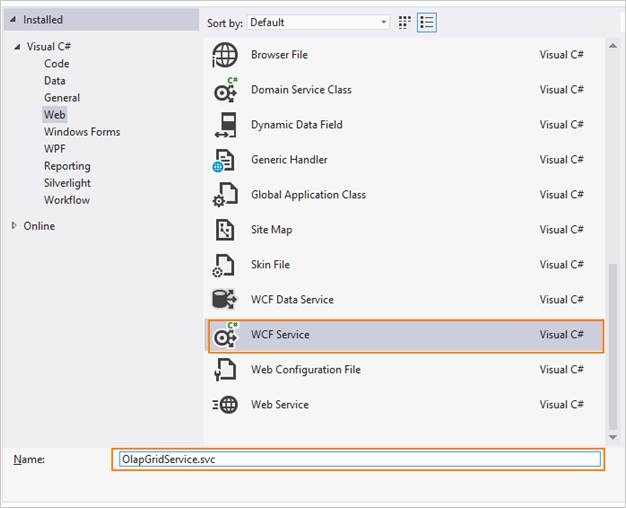 Installed
Sort by: Default
Visual C#
Code
Data
General
Web
Windows Forms
WPF
Reporting
Silverlight
Workflow
Online
Browser File Visual C#
C#
Domain Service Class Visual C#
Dynamic Data Field Visual C#
Generic Handler Visual C#
Global Application Class Visual C#
Site Map Visual C#
Skin File Visual C#
WCF Data Service Visual C#
C#
WCF Service Visual C#
Web Configuration File Visual C#
Web Service Visual C#
Name: OlapGridService.svc